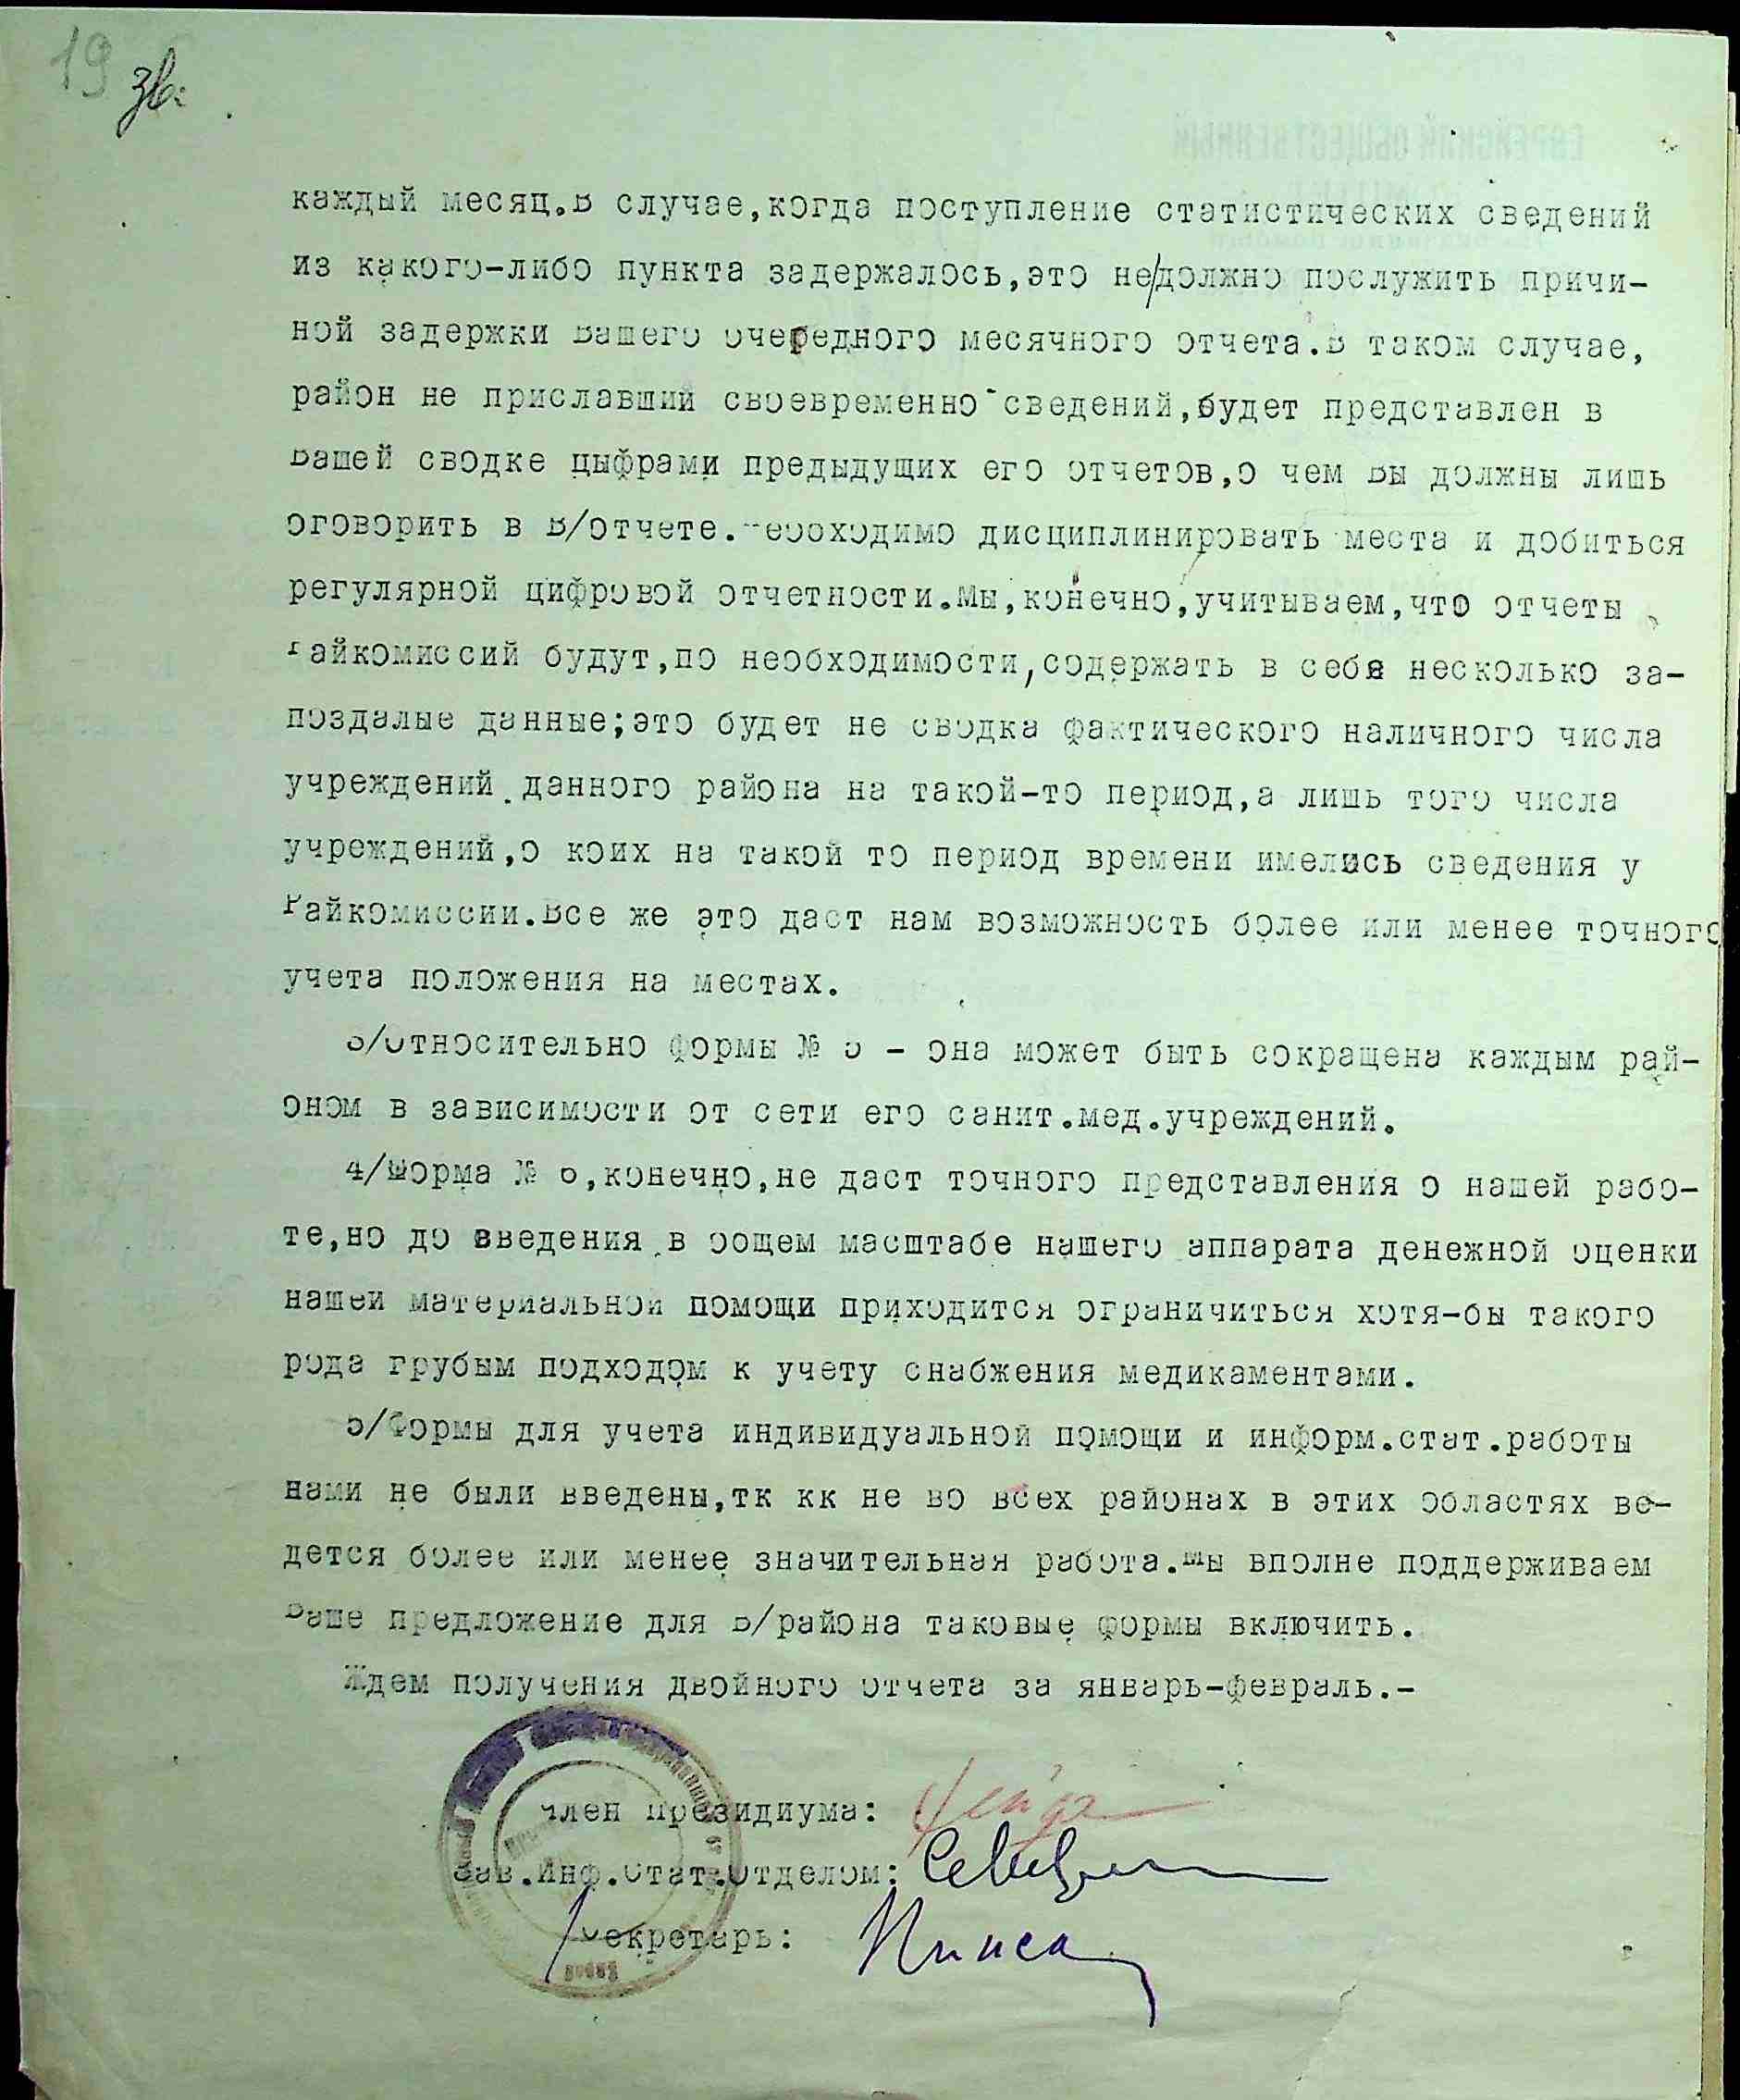 19 зв.
каждый месяц.В случае,когда поступление статистических сведений
из какого-либо пункта задержалось,это не/должно послужить причи-
ной задержки Вашего очередного месячного отчета.В таком случае,
район не приславший своевременно сведений,будет представлен в
Вашей сводке цыфрами предыдущих его отчетов,о чем Вы должны лишь
оговорить в В/отчете.Необходимо дисциплинировать места и добиться
регулярной цифровой отчетности.Мы,конечно,учитываем,что отчеты
Райкомиссий будут,по необходимости,содержать в себя несколько за-
поздалые данные;это будет не сводка фактического наличного числа
учреждений данного района на такой-то период,а лишь того числа
учреждений,о коих на такой то период времени имелись сведения у
Райкомиссии.Все же это даст нам возможность более или менее точного
учета положения на местах.
3/Относительно формы № – она может быть сокращена каждым рай-
оном в зависимости от сети его санит.мед.учреждений.
4/Форма № 6,конечно,не даст точного представления о нашей рабо-
те,но до введения в общем масштабе нашего аппарата денежной оценки
нашей материальной помощи приходится ограничиться хотя-бы такого
рода грубым подходом к учету снабжения медикаментами.
5/Формы для учета индивидуальной помощи и информ.стат.работы
нами не были введены,тк кк не во всех районах в этих областях ве-
дется более или менее значительная работа.Мы вполне поддерживаем
Ваше предложение для В/района таковые формы включить.
Ждем получения двойного отчета за январь-февраль.-
Член Президиума:
Зав.Инф.Стат.Отделом:
Секретарь: